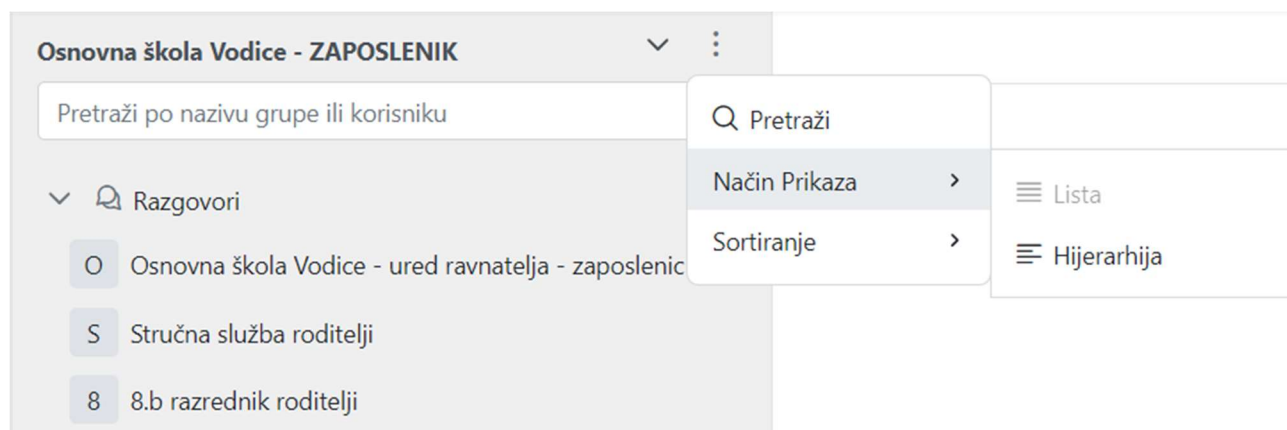 Osnovna škola Vodice - ZAPOSLENIK
Pretraži po nazivu grupe ili korisniku
Pretraži
Način Prikaza
Lista
Sortiranje
Hijerarhija
Razgovori
O Osnovna škola Vodice - ured ravnatelja - zaposlenic
S Stručna služba roditelji
8 8.b razrednik roditelji